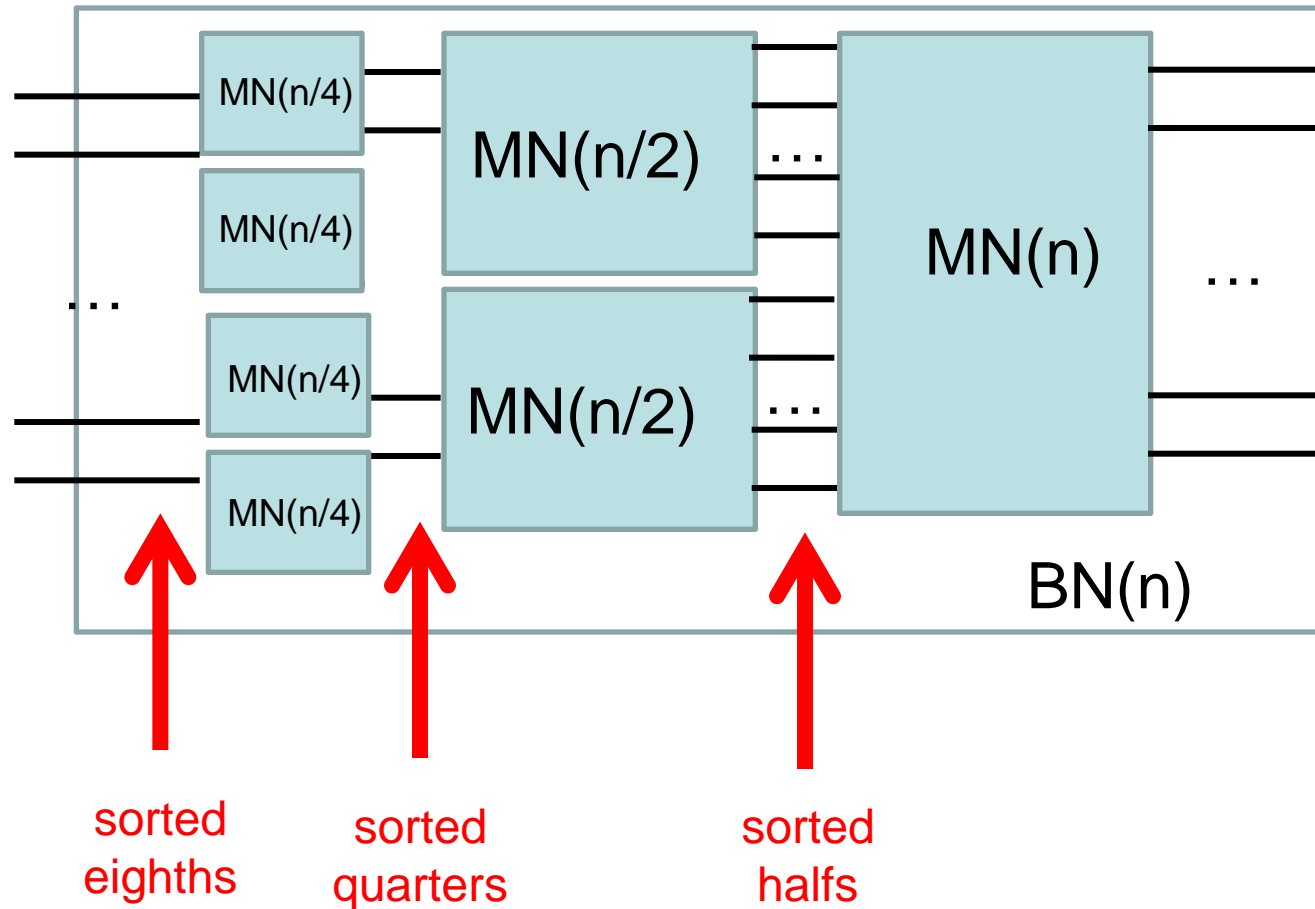 MN(n/4)
MN(n/4)
MN(n/4)
MN(n/4)
MN(n/2)
MN(n/2)
MN(n)
...
...
...
...
BN(n)
sorted
eighths
sorted
quarters
sorted
halfs